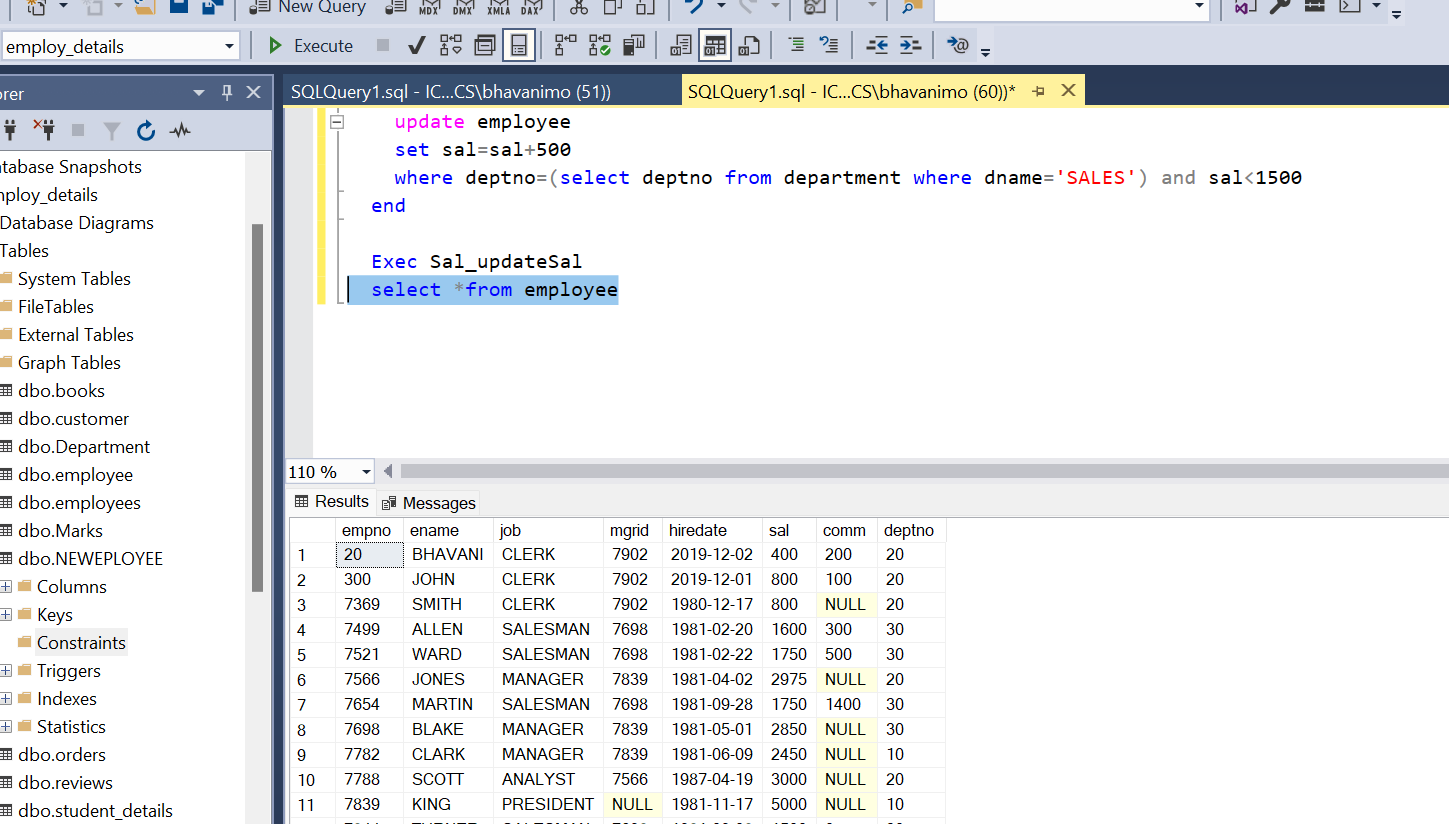 New Query MDX DMX XMLA DAX
employ_details Execute
orer
SQLQuery1.sql - IC...CS\bhavanimo (51))
SQLQuery1.sql - IC...CS\bhavanimo (60))*
tabase Snapshots
mploy_details
Database Diagrams
Tables
System Tables
FileTables
External Tables
Graph Tables
dbo.books
dbo.customer
dbo.Department
dbo.employee
dbo.employees
dbo.Marks
dbo.NEWEPLOYEE
Columns
Keys
Constraints
Triggers
Indexes
Statistics
dbo.orders
dbo.reviews
dbo.student_details
update employee
set sal=sal+500
where deptno=(select deptno from department where dname='SALES') and sal<1500
end
Exec Sal_updateSal
select *from employee
110 %
Results Messages
empno ename job mgrid hiredate sal comm deptno
1 20 BHAVANI CLERK 7902 2019-12-02 400 200 20
2 300 JOHN CLERK 7902 2019-12-01 800 100 20
3 7369 SMITH CLERK 7902 1980-12-17 800 NULL 20
4 7499 ALLEN SALESMAN 7698 1981-02-20 1600 300 30
5 7521 WARD SALESMAN 7698 1981-02-22 1750 500 30
6 7566 JONES MANAGER 7839 1981-04-02 2975 NULL 20
7 7654 MARTIN SALESMAN 7698 1981-09-28 1750 1400 30
8 7698 BLAKE MANAGER 7839 1981-05-01 2850 NULL 30
9 7782 CLARK MANAGER 7839 1981-06-09 2450 NULL 10
10 7788 SCOTT ANALYST 7566 1987-04-19 3000 NULL 20
11 7839 KING PRESIDENT NULL 1981-11-17 5000 NULL 10